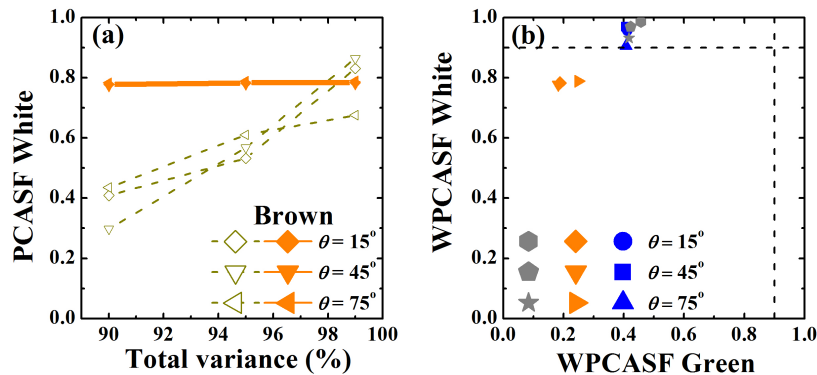 (a)
PCASF White
1.0
0.8
0.6
0.4
0.2
0.0
Brown
θ = 15°
θ = 45°
θ = 75°
90 92 94 96 98 100
Total variance (%)
(b)
WPCASF White
1.0
0.8
0.6
0.4
0.2
0.0
θ = 15°
θ = 45°
θ = 75°
0.0 0.2 0.4 0.6 0.8 1.0
WPCASF Green